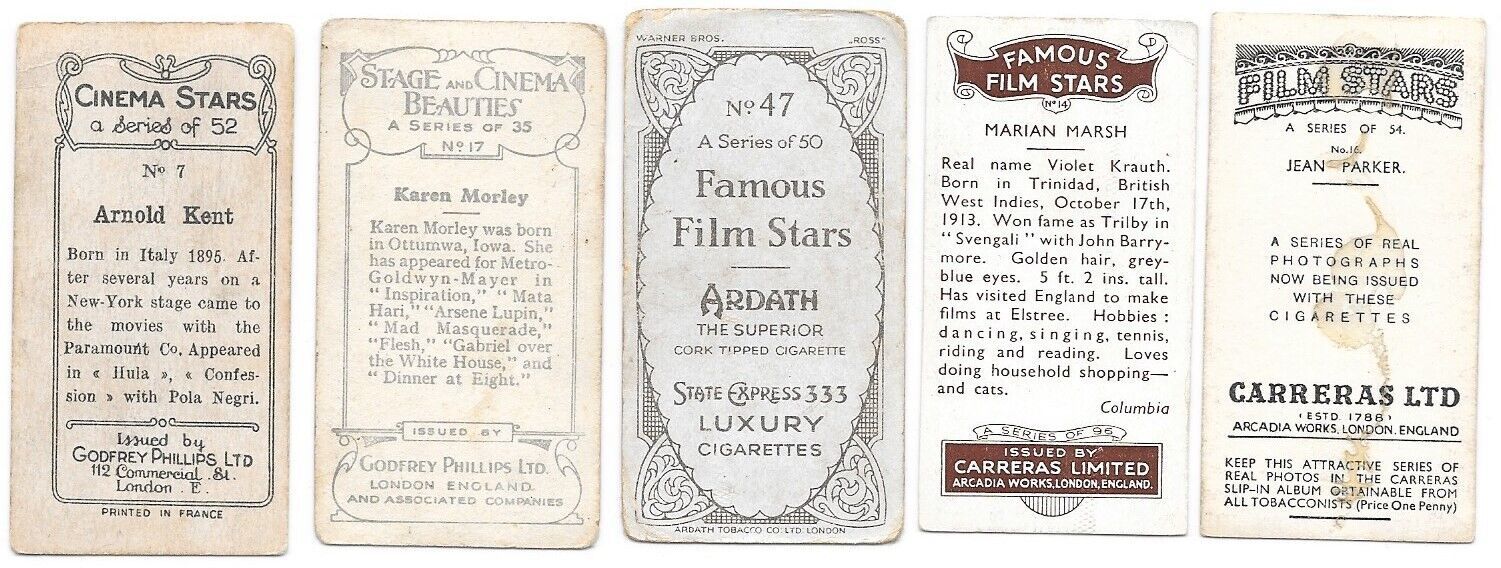 CINEMA STARS
a Series of 52
No 7
Arnold Kent
Born in Italy 1895. Af-
ter several years on a
New-York stage came to
the movies with the
Paramount Co. Appeared
in « Hula », « Confes-
sion » with Pola Negri.
Issued by
GODFREY PHILLIPS LTD
112 Commercial St.
London E.
PRINTED IN FRANCE
STAGE AND CINEMA
BEAUTIES
A SERIES OF 35
No 17
Karen Morley
Karen Morley was born
in Ottumwa, Iowa. She
has appeared for Metro-
Goldwyn-Mayer in
"Inspiration," "Mata
Hari," "Arsene Lupin,"
"Mad Masquerade,"
"Flesh," "Gabriel over
the White House," and
"Dinner at Eight."
ISSUED BY
GODFREY PHILLIPS LTD.
LONDON ENGLAND.
AND ASSOCIATED COMPANIES
WARNER BROS. "ROSS"
No 47
A Series of 50
Famous
Film Stars
ARDATH
THE SUPERIOR
CORK TIPPED CIGARETTE
STATE EXPRESS 333
LUXURY
CIGARETTES
ARDATH TOBACCO CO LTD. LONDON
FAMOUS
FILM STARS
(No 14)
MARIAN MARSH
Real name Violet Krauth.
Born in Trinidad, British
West Indies, October 17th,
1913. Won fame as Trilby in
"Svengali" with John Barry-
more. Golden hair, grey-
blue eyes. 5 ft. 2 ins. tall.
Has visited England to make
films at Elstree. Hobbies:
dancing, singing, tennis,
riding and reading. Loves
doing household shopping—
and cats.
Columbia
A SERIES OF 96
ISSUED BY
CARRERAS LIMITED
ARCADIA WORKS, LONDON, ENGLAND.
FILM STARS
A SERIES OF 54.
No. 16.
JEAN PARKER.
A SERIES OF REAL
PHOTOGRAPHS
NOW BEING ISSUED
WITH THESE
CIGARETTES
CARRERAS LTD
(ESTD. 1788)
ARCADIA WORKS, LONDON, ENGLAND
KEEP THIS ATTRACTIVE SERIES OF
REAL PHOTOS IN THE CARRERAS
SLIP-IN ALBUM OBTAINABLE FROM
ALL TOBACCONISTS (Price One Penny)